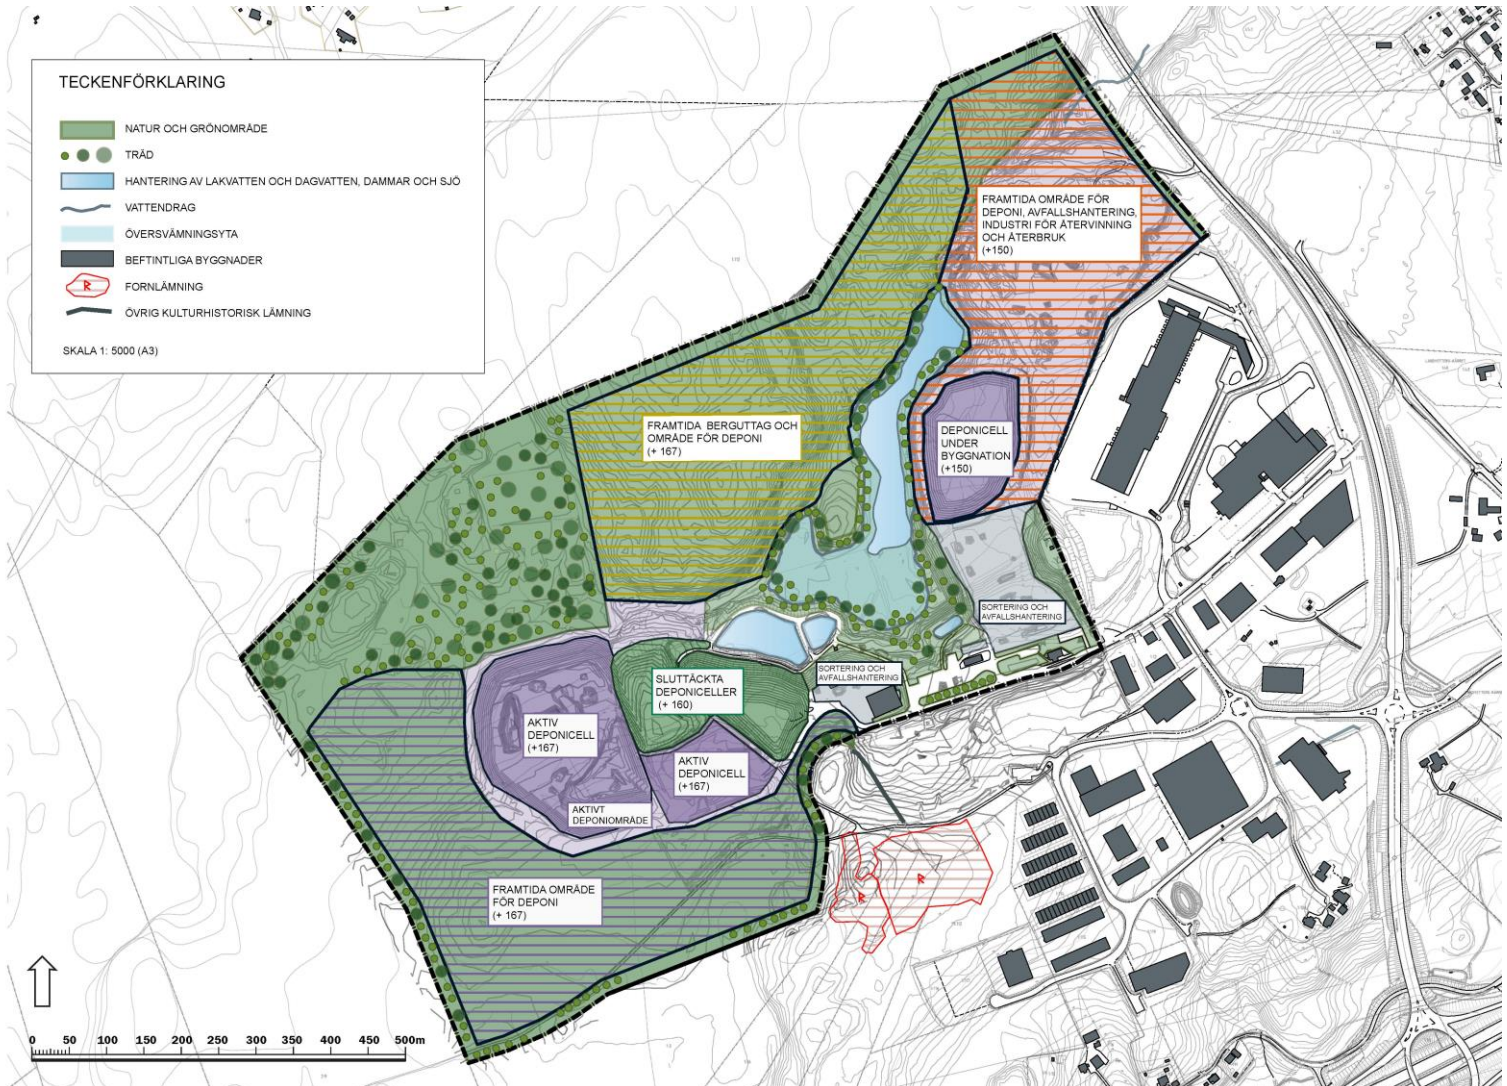 TECKENFÖRKLARING
NATUR OCH GRÖNOMRÅDE
TRÄD
HANTERING AV LAKVATTEN OCH DAGVATTEN, DAMMAR OCH SJÖ
VATTENDRAG
ÖVERSVÄMNINGSYTA
BEFTINTLIGA BYGGNADER
R
FORNLÄMNING
ÖVRIG KULTURHISTORISK LÄMNING
SKALA 1: 5000 (A3)
FRAMTIDA OMRÅDE FÖR
DEPONI, AVFALLSHANTERING,
INDUSTRI FÖR ÅTERVINNING
OCH ÅTERBRUK
(+150)
FRAMTIDA BERGUTTAG OCH
OMRÅDE FÖR DEPONI
(+ 167)
DEPONICELL
UNDER
BYGGNATION
(+150)
SORTERING OCH
AVFALLSHANTERING
SORTERING OCH
AVFALLSHANTERING
SLUTTÄCKTA
DEPONICELLER
(+ 160)
AKTIV
DEPONICELL
(+167)
AKTIV
DEPONICELL
(+167)
AKTIVT
DEPONIOMRÅDE
FRAMTIDA OMRÅDE
FÖR DEPONI
(+ 167)
R
R
0 50 100 150 200 250 300 350 400 450 500m